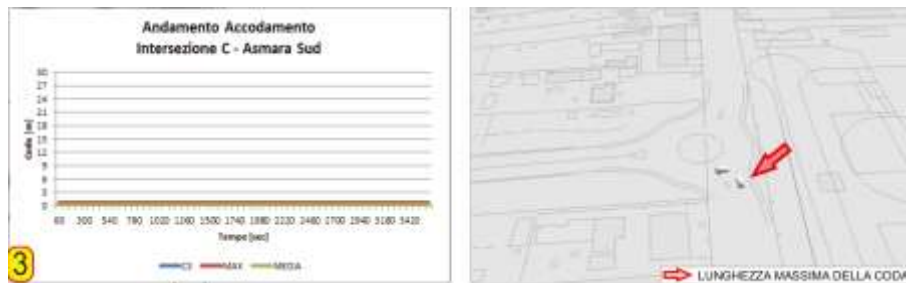 Andamento Accodamento
Intersezione C - Asmara Sud
30
27
24
21
18
15
12
9
6
3
0
Coda [m]
60 300 540 780 1020 1260 1500 1740 1980 2220 2460 2700 2940 3180 3420
Tempo [sec]
MAX MEDIA
3
LUNGHEZZA MASSIMA DELLA CODA